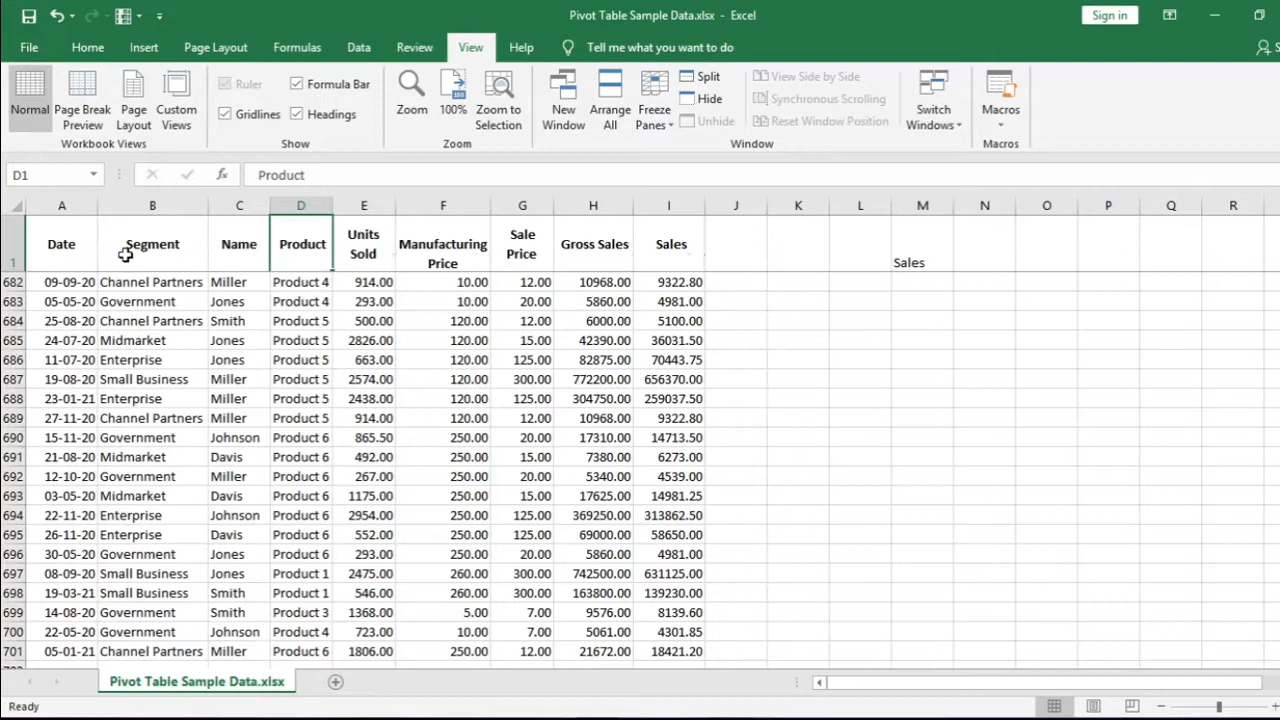 Pivot Table Sample Data.xlsx - Excel
Sign in
File Home Insert Page Layout Formulas Data Review View Help Tell me what you want to do
Normal Page Break Preview Page Layout Custom Views
Workbook Views
Ruler Formula Bar
Gridlines Headings
Show
Zoom 100% Zoom to Selection
Zoom
New Window Arrange All Freeze Panes
Split
Hide
Unhide
View Side by Side
Synchronous Scrolling
Reset Window Position
Window
Switch Windows
Macros
Macros
D1 fx Product
A B C D E F G H I J K L M N O P Q R
1 Date Segment Name Product Units Sold Manufacturing Price Sale Price Gross Sales Sales Sales
682 09-09-20 Channel Partners Miller Product 4 914.00 10.00 12.00 10968.00 9322.80
683 05-05-20 Government Jones Product 4 293.00 10.00 20.00 5860.00 4981.00
684 25-08-20 Channel Partners Smith Product 5 500.00 120.00 12.00 6000.00 5100.00
685 24-07-20 Midmarket Jones Product 5 2826.00 120.00 15.00 42390.00 36031.50
686 11-07-20 Enterprise Jones Product 5 663.00 120.00 125.00 82875.00 70443.75
687 19-08-20 Small Business Miller Product 5 2574.00 120.00 300.00 772200.00 656370.00
688 23-01-21 Enterprise Miller Product 5 2438.00 120.00 125.00 304750.00 259037.50
689 27-11-20 Channel Partners Miller Product 5 914.00 120.00 12.00 10968.00 9322.80
690 15-11-20 Government Johnson Product 6 865.50 250.00 20.00 17310.00 14713.50
691 21-08-20 Midmarket Davis Product 6 492.00 250.00 15.00 7380.00 6273.00
692 12-10-20 Government Miller Product 6 267.00 250.00 20.00 5340.00 4539.00
693 03-05-20 Midmarket Davis Product 6 1175.00 250.00 15.00 17625.00 14981.25
694 22-11-20 Enterprise Johnson Product 6 2954.00 250.00 125.00 369250.00 313862.50
695 26-11-20 Enterprise Davis Product 6 552.00 250.00 125.00 69000.00 58650.00
696 30-05-20 Government Jones Product 6 293.00 250.00 20.00 5860.00 4981.00
697 08-09-20 Small Business Jones Product 1 2475.00 260.00 300.00 742500.00 631125.00
698 19-03-21 Small Business Smith Product 1 546.00 260.00 300.00 163800.00 139230.00
699 14-08-20 Government Smith Product 3 1368.00 5.00 7.00 9576.00 8139.60
700 22-05-20 Government Johnson Product 4 723.00 10.00 7.00 5061.00 4301.85
701 05-01-21 Channel Partners Miller Product 6 1806.00 250.00 12.00 21672.00 18421.20
Pivot Table Sample Data.xlsx
Ready